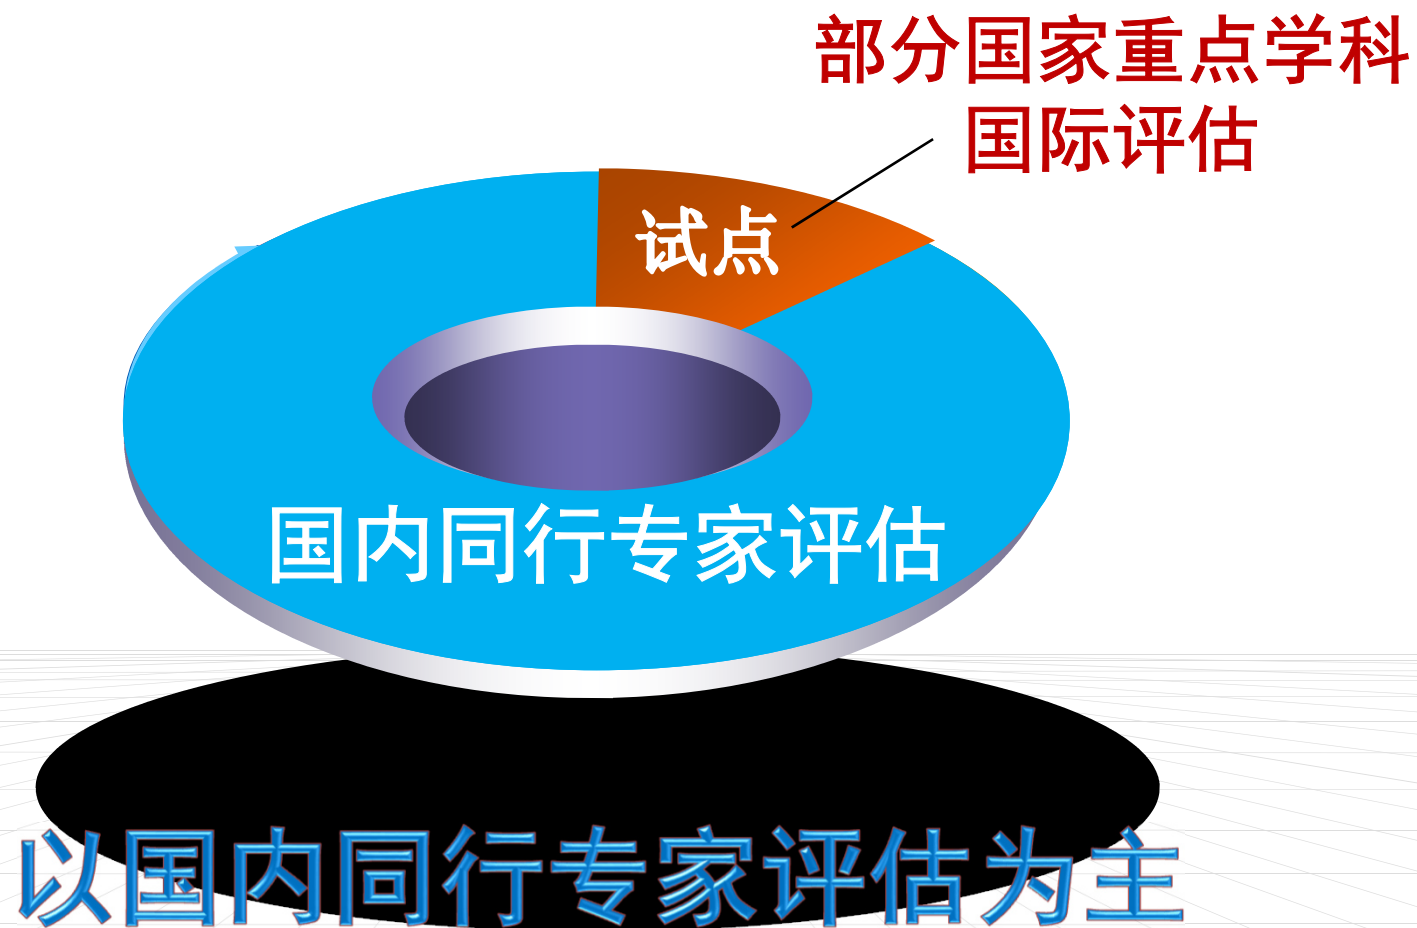 部分国家重点学科
国际评估
试点
国内同行专家评估
以国内同行专家评估为主